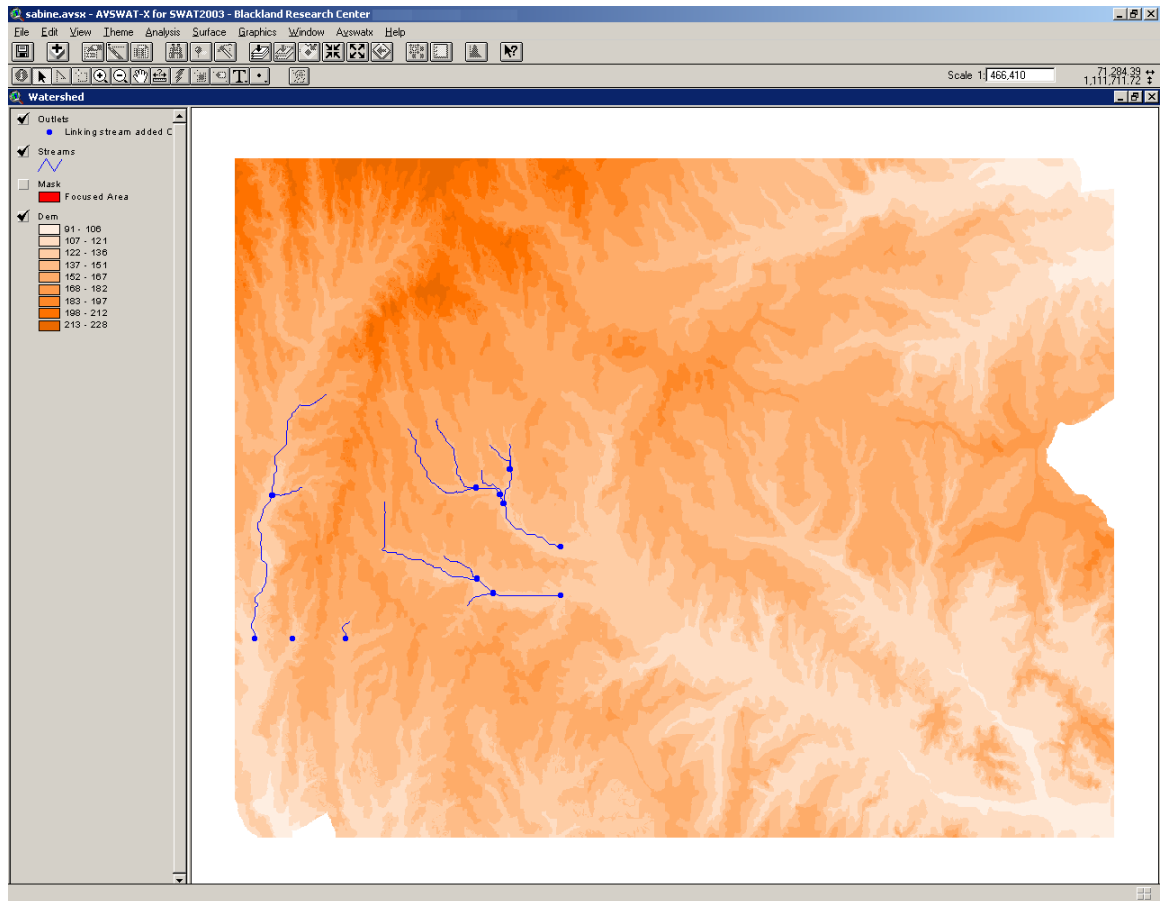 sabine.avsx - AVSWAT-X for SWAT2003 - Blackland Research Center
File Edit View Theme Analysis Surface Graphics Window Avswatx Help
Scale 1: 466,410
71,284.39
1,111,711.72
Watershed
Outlets
Linking stream added C
Streams
Mask
Focused Area
Dem
91 - 106
107 - 121
122 - 136
137 - 151
152 - 167
168 - 182
183 - 197
198 - 212
213 - 228